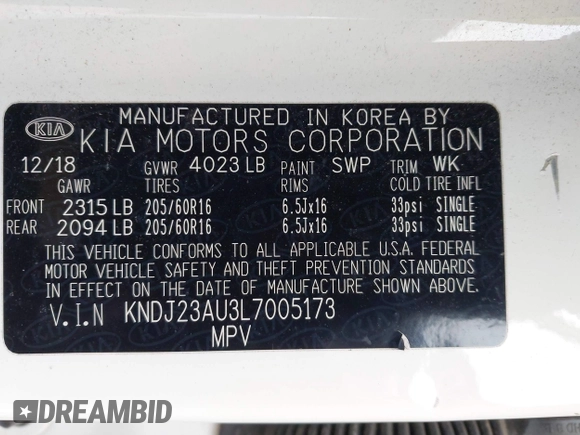 MANUFACTURED IN KOREA BY
KIA KIA MOTORS CORPORATION
12/18 GVWR 4023 LB PAINT SWP TRIM WK
GAWR TIRES RIMS COLD TIRE INFL
FRONT 2315 LB 205/60R16 6.5Jx16 33psi SINGLE
REAR 2094 LB 205/60R16 6.5Jx16 33psi SINGLE
THIS VEHICLE CONFORMS TO ALL APPLICABLE U.S.A. FEDERAL
MOTOR VEHICLE SAFETY AND THEFT PREVENTION STANDARDS
IN EFFECT ON THE DATE OF MANUFACTURE SHOWN ABOVE.
V.I.N KNDJ23AU3L7005173
MPV
1
DREAMBID